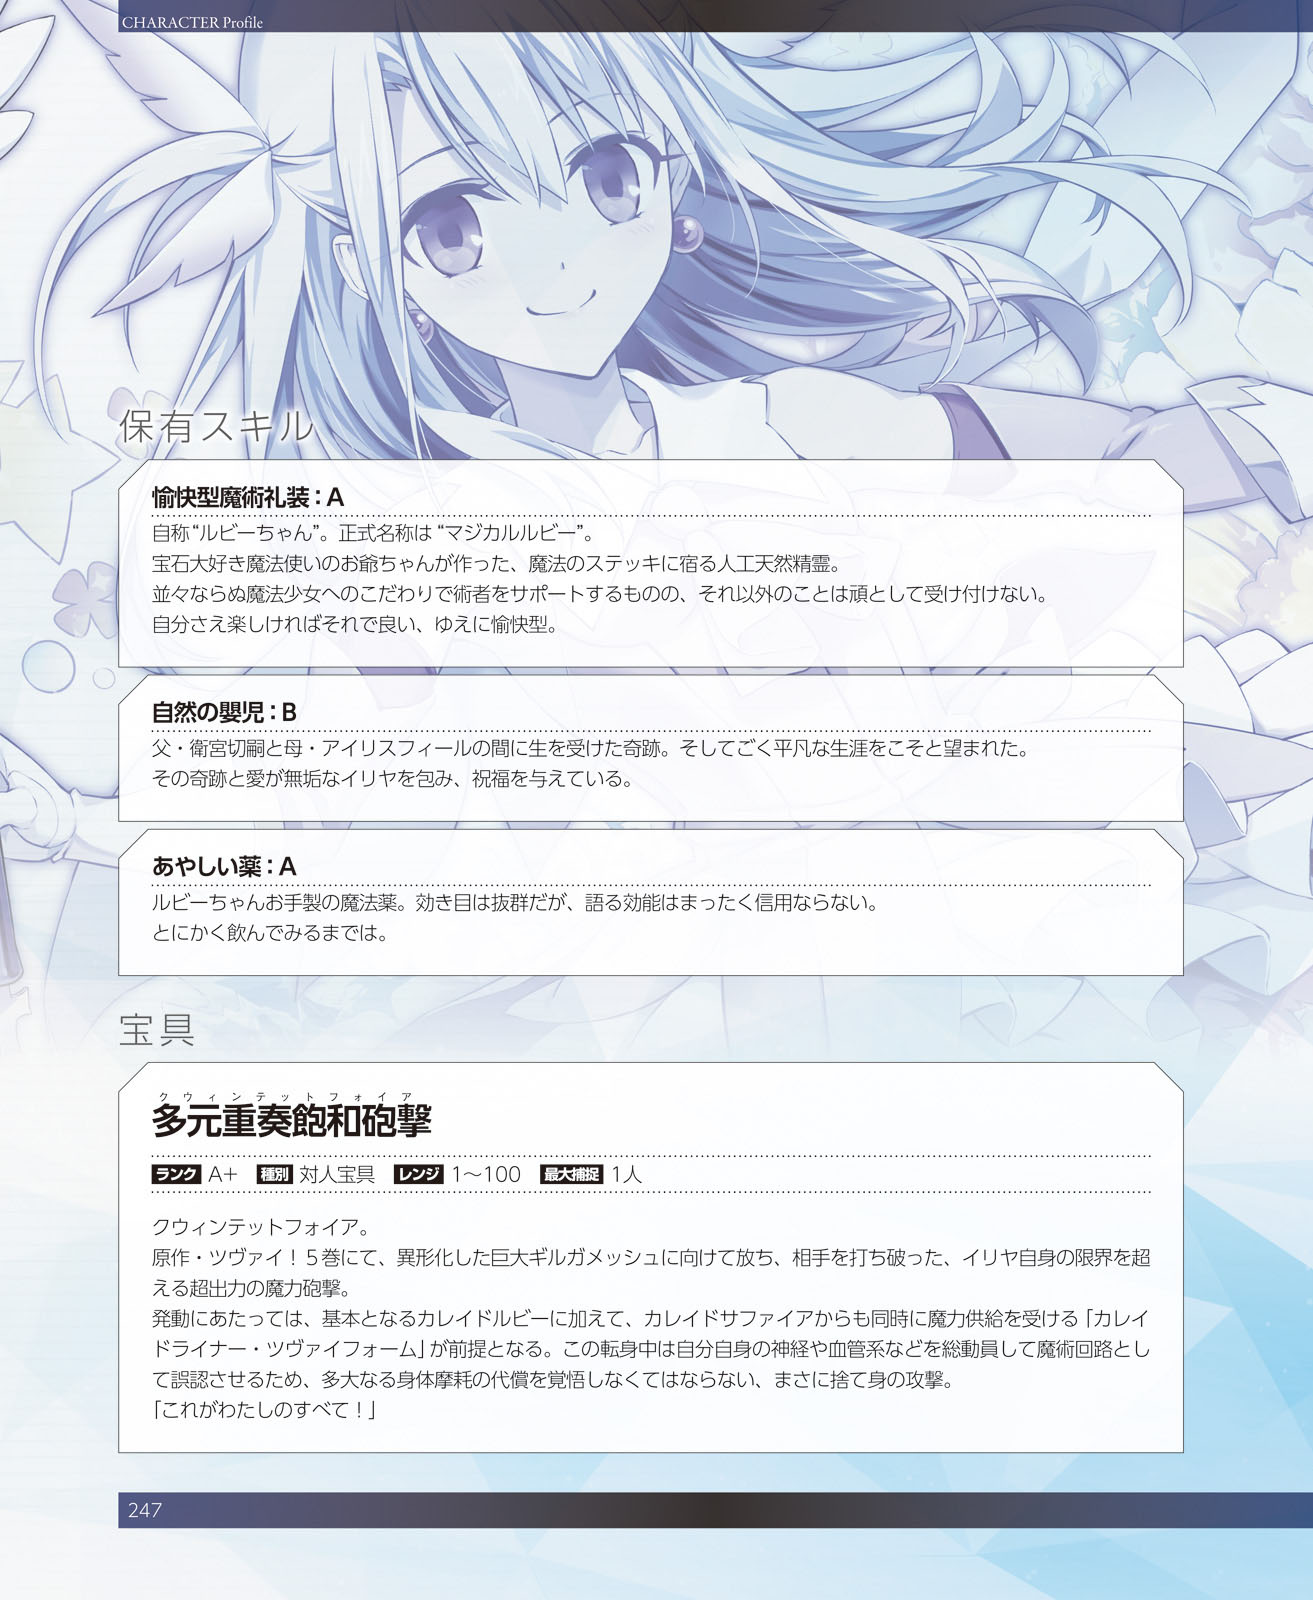 CHARACTER Profile
保有スキル
愉快型魔術礼装：A
自称“ルビーちゃん”。正式名称は“マジカルルビー”。
宝石大好き魔法使いのお爺ちゃんが作った、魔法のステッキに宿る人工天然精霊。
並々ならぬ魔法少女へのこだわりで術者をサポートするものの、それ以外のことは頑として受け付けない。
自分さえ楽しければそれで良い、ゆえに愉快型。
自然の嬰児：B
父・衛宮切嗣と母・アイリスフィールの間に生を受けた奇跡。そしてごく平凡な生涯をこそと望まれた。
その奇跡と愛が無垢なイリヤを包み、祝福を与えている。
あやしい薬：A
ルビーちゃんお手製の魔法薬。効き目は抜群だが、語る効能はまったく信用ならない。
とにかく飲んでみるまでは。
宝具
クウィンテットフォイア
多元重奏飽和砲撃
ランク A+ 種別 対人宝具 レンジ 1〜100 最大捕捉 1人
クウィンテットフォイア。
原作・ツヴァイ！５巻にて、異形化した巨大ギルガメッシュに向けて放ち、相手を打ち破った、イリヤ自身の限界を超
える超出力の魔力砲撃。
発動にあたっては、基本となるカレイドルビーに加えて、カレイドサファイアからも同時に魔力供給を受ける「カレイ
ドライナー・ツヴァイフォーム」が前提となる。この転身中は自分自身の神経や血管系などを総動員して魔術回路とし
て誤認させるため、多大なる身体摩耗の代償を覚悟しなくてはならない、まさに捨て身の攻撃。
「これがわたしのすべて！」
247